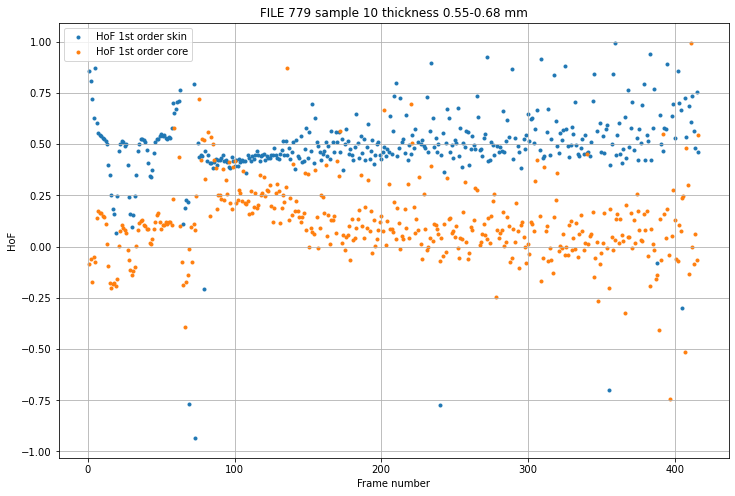 FILE 779 sample 10 thickness 0.55-0.68 mm
HoF 1st order skin
HoF 1st order core
1.00
0.75
0.50
0.25
0.00
−0.25
−0.50
−0.75
−1.00
HoF
0 100 200 300 400
Frame number